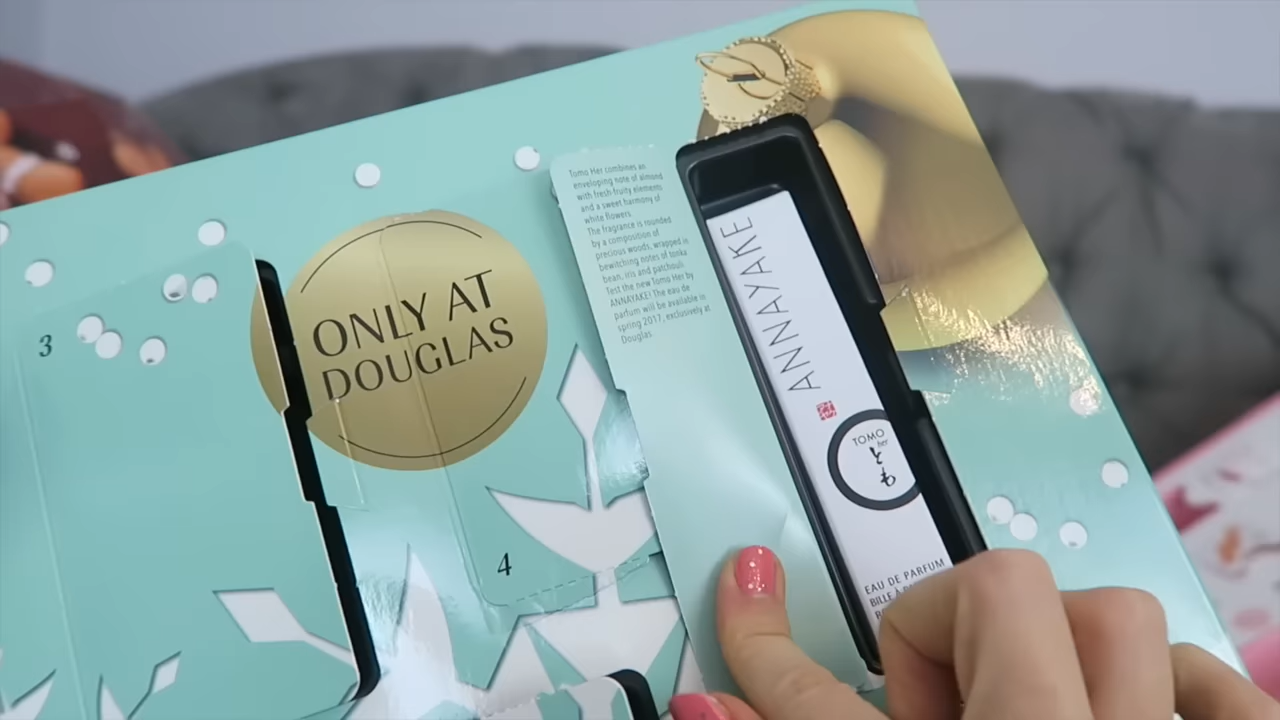 3
ONLY AT
DOUGLAS
4
Tomo Her combines an
enveloping note of almond
with fresh-fruity elements
and a sweet harmony of
white flowers.
The fragrance is rounded
by a composition of
precious woods, wrapped in
bewitching notes of tonka
bean, iris and patchouli.
Test the new Tomo Her by
ANNAYAKE! The eau de
parfum will be available in
spring 2017, exclusively at
Douglas
ANNAYAKE
TOMO
her
とも
EAU DE PARFUM
BILLE À